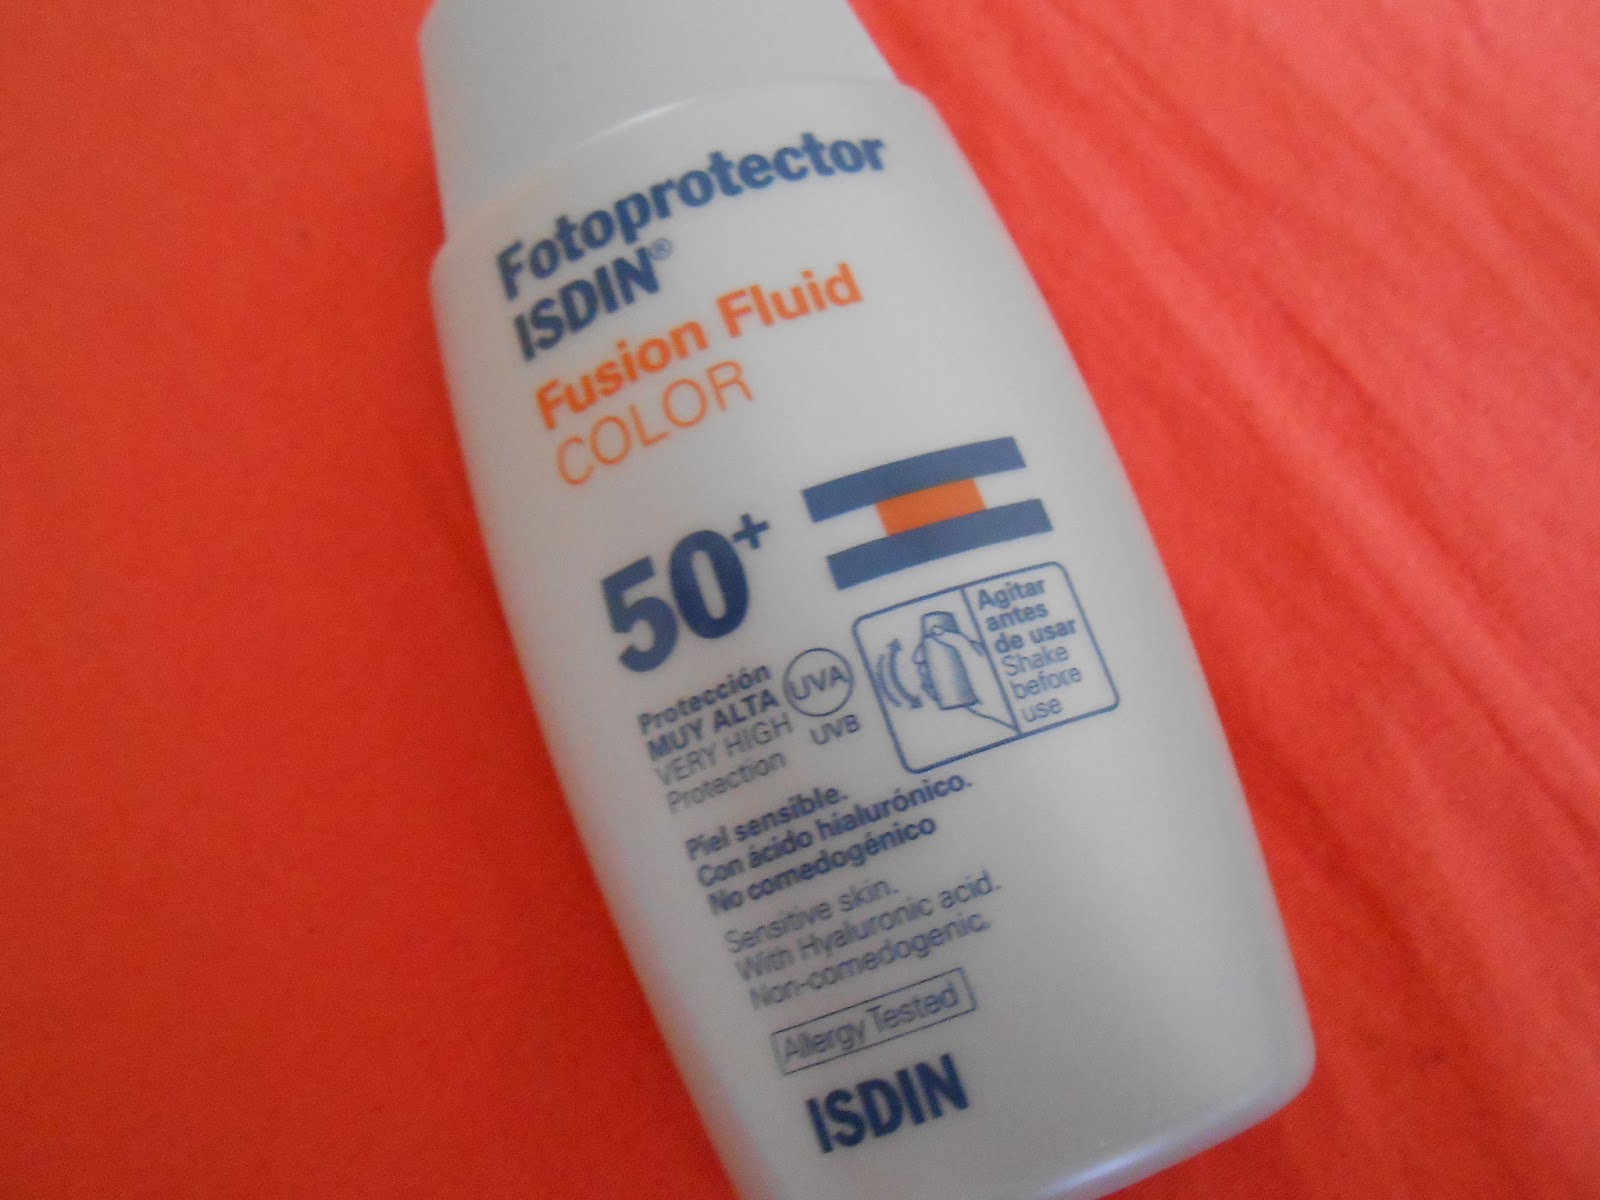 Fotoprotector
ISDIN®
Fusion Fluid
COLOR
50+
Protección
MUY ALTA
VERY HIGH
Protection
UVA
UVB
Agitar
antes
de usar
Shake
before
use
Piel sensible.
Con ácido hialurónico.
No comedogénico
Sensitive skin.
With Hyaluronic acid.
Non-comedogenic.
Allergy Tested
ISDIN